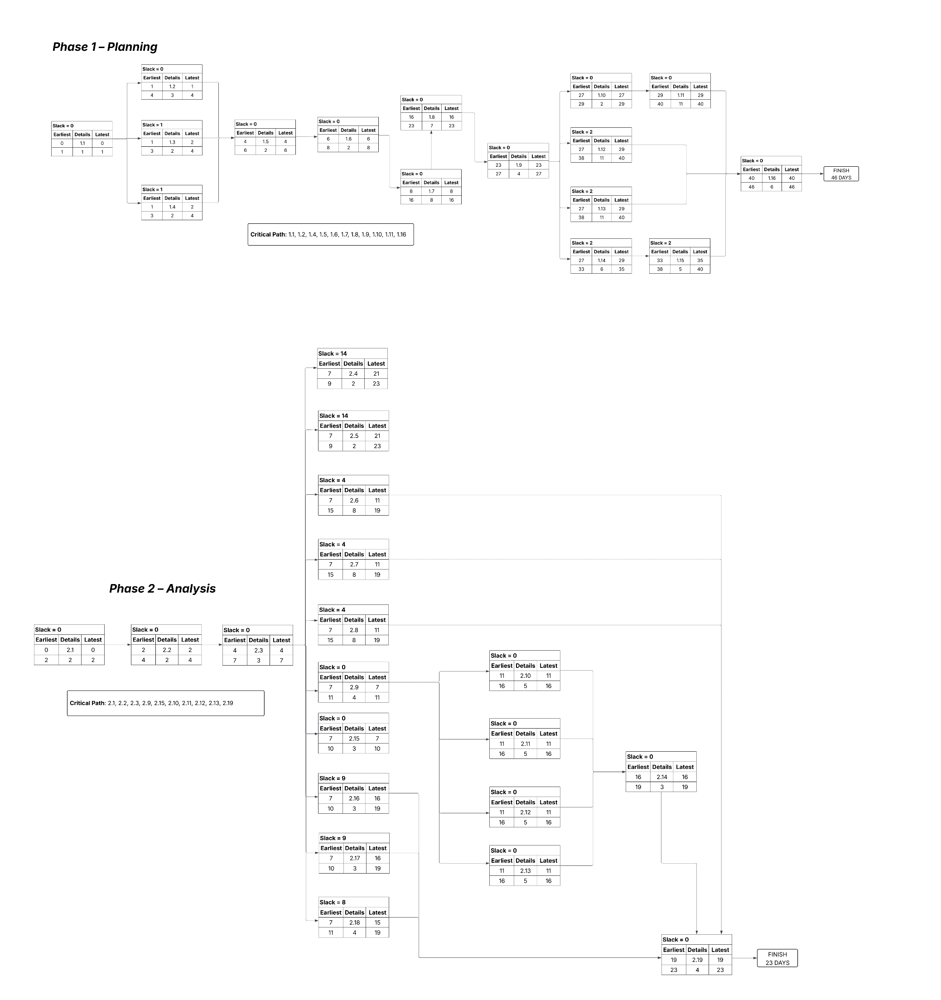 Phase 1 – Planning
Slack = 0
Earliest Details Latest
0 1.1 0
1 1 1
Slack = 0
Earliest Details Latest
1 1.2 1
4 3 4
Slack = 1
Earliest Details Latest
1 1.3 2
3 2 4
Slack = 1
Earliest Details Latest
1 1.4 2
3 2 4
Slack = 0
Earliest Details Latest
4 1.5 4
6 2 6
Slack = 0
Earliest Details Latest
6 1.6 6
8 2 8
Slack = 0
Earliest Details Latest
8 1.7 8
16 8 16
Slack = 0
Earliest Details Latest
16 1.8 16
23 7 23
Slack = 0
Earliest Details Latest
23 1.9 23
27 4 27
Slack = 0
Earliest Details Latest
27 1.10 27
29 2 29
Slack = 0
Earliest Details Latest
29 1.11 29
40 11 40
Slack = 2
Earliest Details Latest
27 1.12 29
38 11 40
Slack = 2
Earliest Details Latest
27 1.13 29
38 11 40
Slack = 2
Earliest Details Latest
27 1.14 29
33 6 35
Slack = 2
Earliest Details Latest
33 1.15 35
38 5 40
Slack = 0
Earliest Details Latest
40 1.16 40
46 6 46
FINISH
46 DAYS
Critical Path: 1.1, 1.2, 1.4, 1.5, 1.6, 1.7, 1.8, 1.9, 1.10, 1.11, 1.16
Phase 2 – Analysis
Slack = 0
Earliest Details Latest
0 2.1 0
2 2 2
Slack = 0
Earliest Details Latest
2 2.2 2
4 2 4
Slack = 0
Earliest Details Latest
4 2.3 4
7 3 7
Critical Path: 2.1, 2.2, 2.3, 2.9, 2.15, 2.10, 2.11, 2.12, 2.13, 2.19
Slack = 14
Earliest Details Latest
7 2.4 21
9 2 23
Slack = 14
Earliest Details Latest
7 2.5 21
9 2 23
Slack = 4
Earliest Details Latest
7 2.6 11
15 8 19
Slack = 4
Earliest Details Latest
7 2.7 11
15 8 19
Slack = 4
Earliest Details Latest
7 2.8 11
15 8 19
Slack = 0
Earliest Details Latest
7 2.9 7
11 4 11
Slack = 0
Earliest Details Latest
7 2.15 7
10 3 10
Slack = 9
Earliest Details Latest
7 2.16 16
10 3 19
Slack = 9
Earliest Details Latest
7 2.17 16
10 3 19
Slack = 8
Earliest Details Latest
7 2.18 15
11 4 19
Slack = 0
Earliest Details Latest
11 2.10 11
16 5 16
Slack = 0
Earliest Details Latest
11 2.11 11
16 5 16
Slack = 0
Earliest Details Latest
11 2.12 11
16 5 16
Slack = 0
Earliest Details Latest
11 2.13 11
16 5 16
Slack = 0
Earliest Details Latest
16 2.14 16
19 3 19
Slack = 0
Earliest Details Latest
19 2.19 19
23 4 23
FINISH
23 DAYS